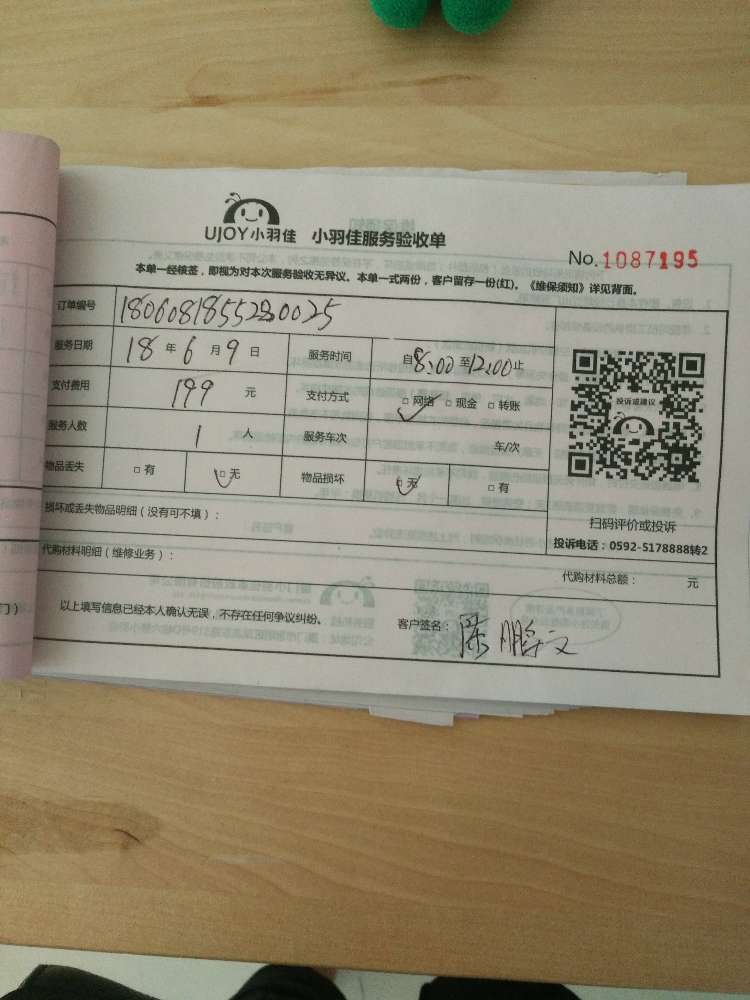 UJOY小羽佳 小羽佳服务验收单
No. 1087195
本单一经核签，即视为对本次服务验收无异议。本单一式两份，客户留存一份(红)。《维保须知》详见背面。
订单编号
服务日期 18 年 6 月 9 日 服务时间 自 8:00 至 12:00 止
支付费用 199 元 支付方式 □ 网络 □ 现金 □ 转账
服务人数 1 人 服务车次 车/次
物品丢失 □ 有 □ 无 物品损坏 □ 无 □ 有
投诉或建议
扫码评价或投诉
投诉电话：0592-5178888转2
损坏或丢失物品明细（没有可不填）：
代购材料明细（维修业务）： 代购材料总额： 元
以上填写信息已经本人确认无误，不存在任何争议纠纷。 客户签名： 陈鹏文
门）